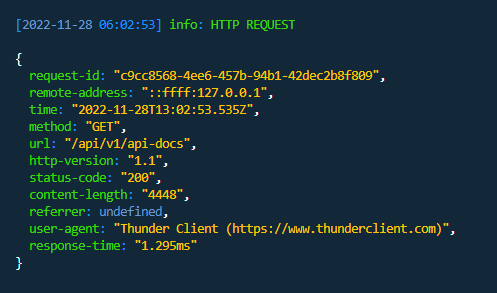 [2022-11-28 06:02:53] info: HTTP REQUEST
{
request-id: "c9cc8568-4ee6-457b-94b1-42dec2b8f809",
remote-address: "::ffff:127.0.0.1",
time: "2022-11-28T13:02:53.535Z",
method: "GET",
url: "/api/v1/api-docs",
http-version: "1.1",
status-code: "200",
content-length: "4448",
referrer: undefined,
user-agent: "Thunder Client (https://www.thunderclient.com)",
response-time: "1.295ms"
}